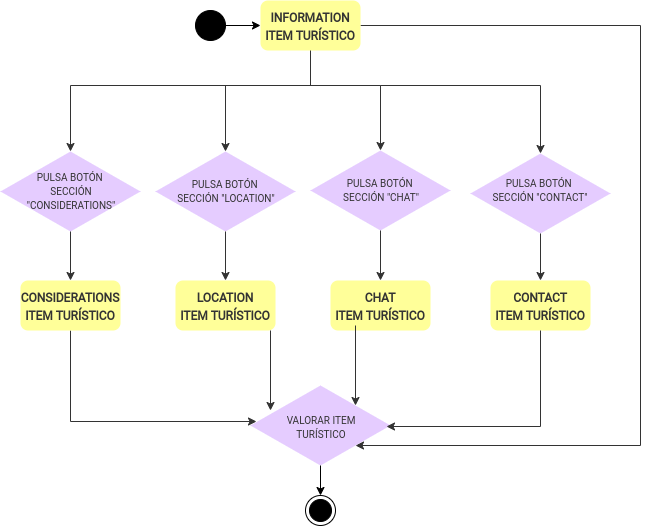 INFORMATION
ITEM TURÍSTICO
PULSA BOTÓN
SECCIÓN
"CONSIDERATIONS"
PULSA BOTÓN
SECCIÓN "LOCATION"
PULSA BOTÓN
SECCIÓN "CHAT"
PULSA BOTÓN
SECCIÓN "CONTACT"
CONSIDERATIONS
ITEM TURÍSTICO
LOCATION
ITEM TURÍSTICO
CHAT
ITEM TURÍSTICO
CONTACT
ITEM TURÍSTICO
VALORAR ITEM
TURÍSTICO